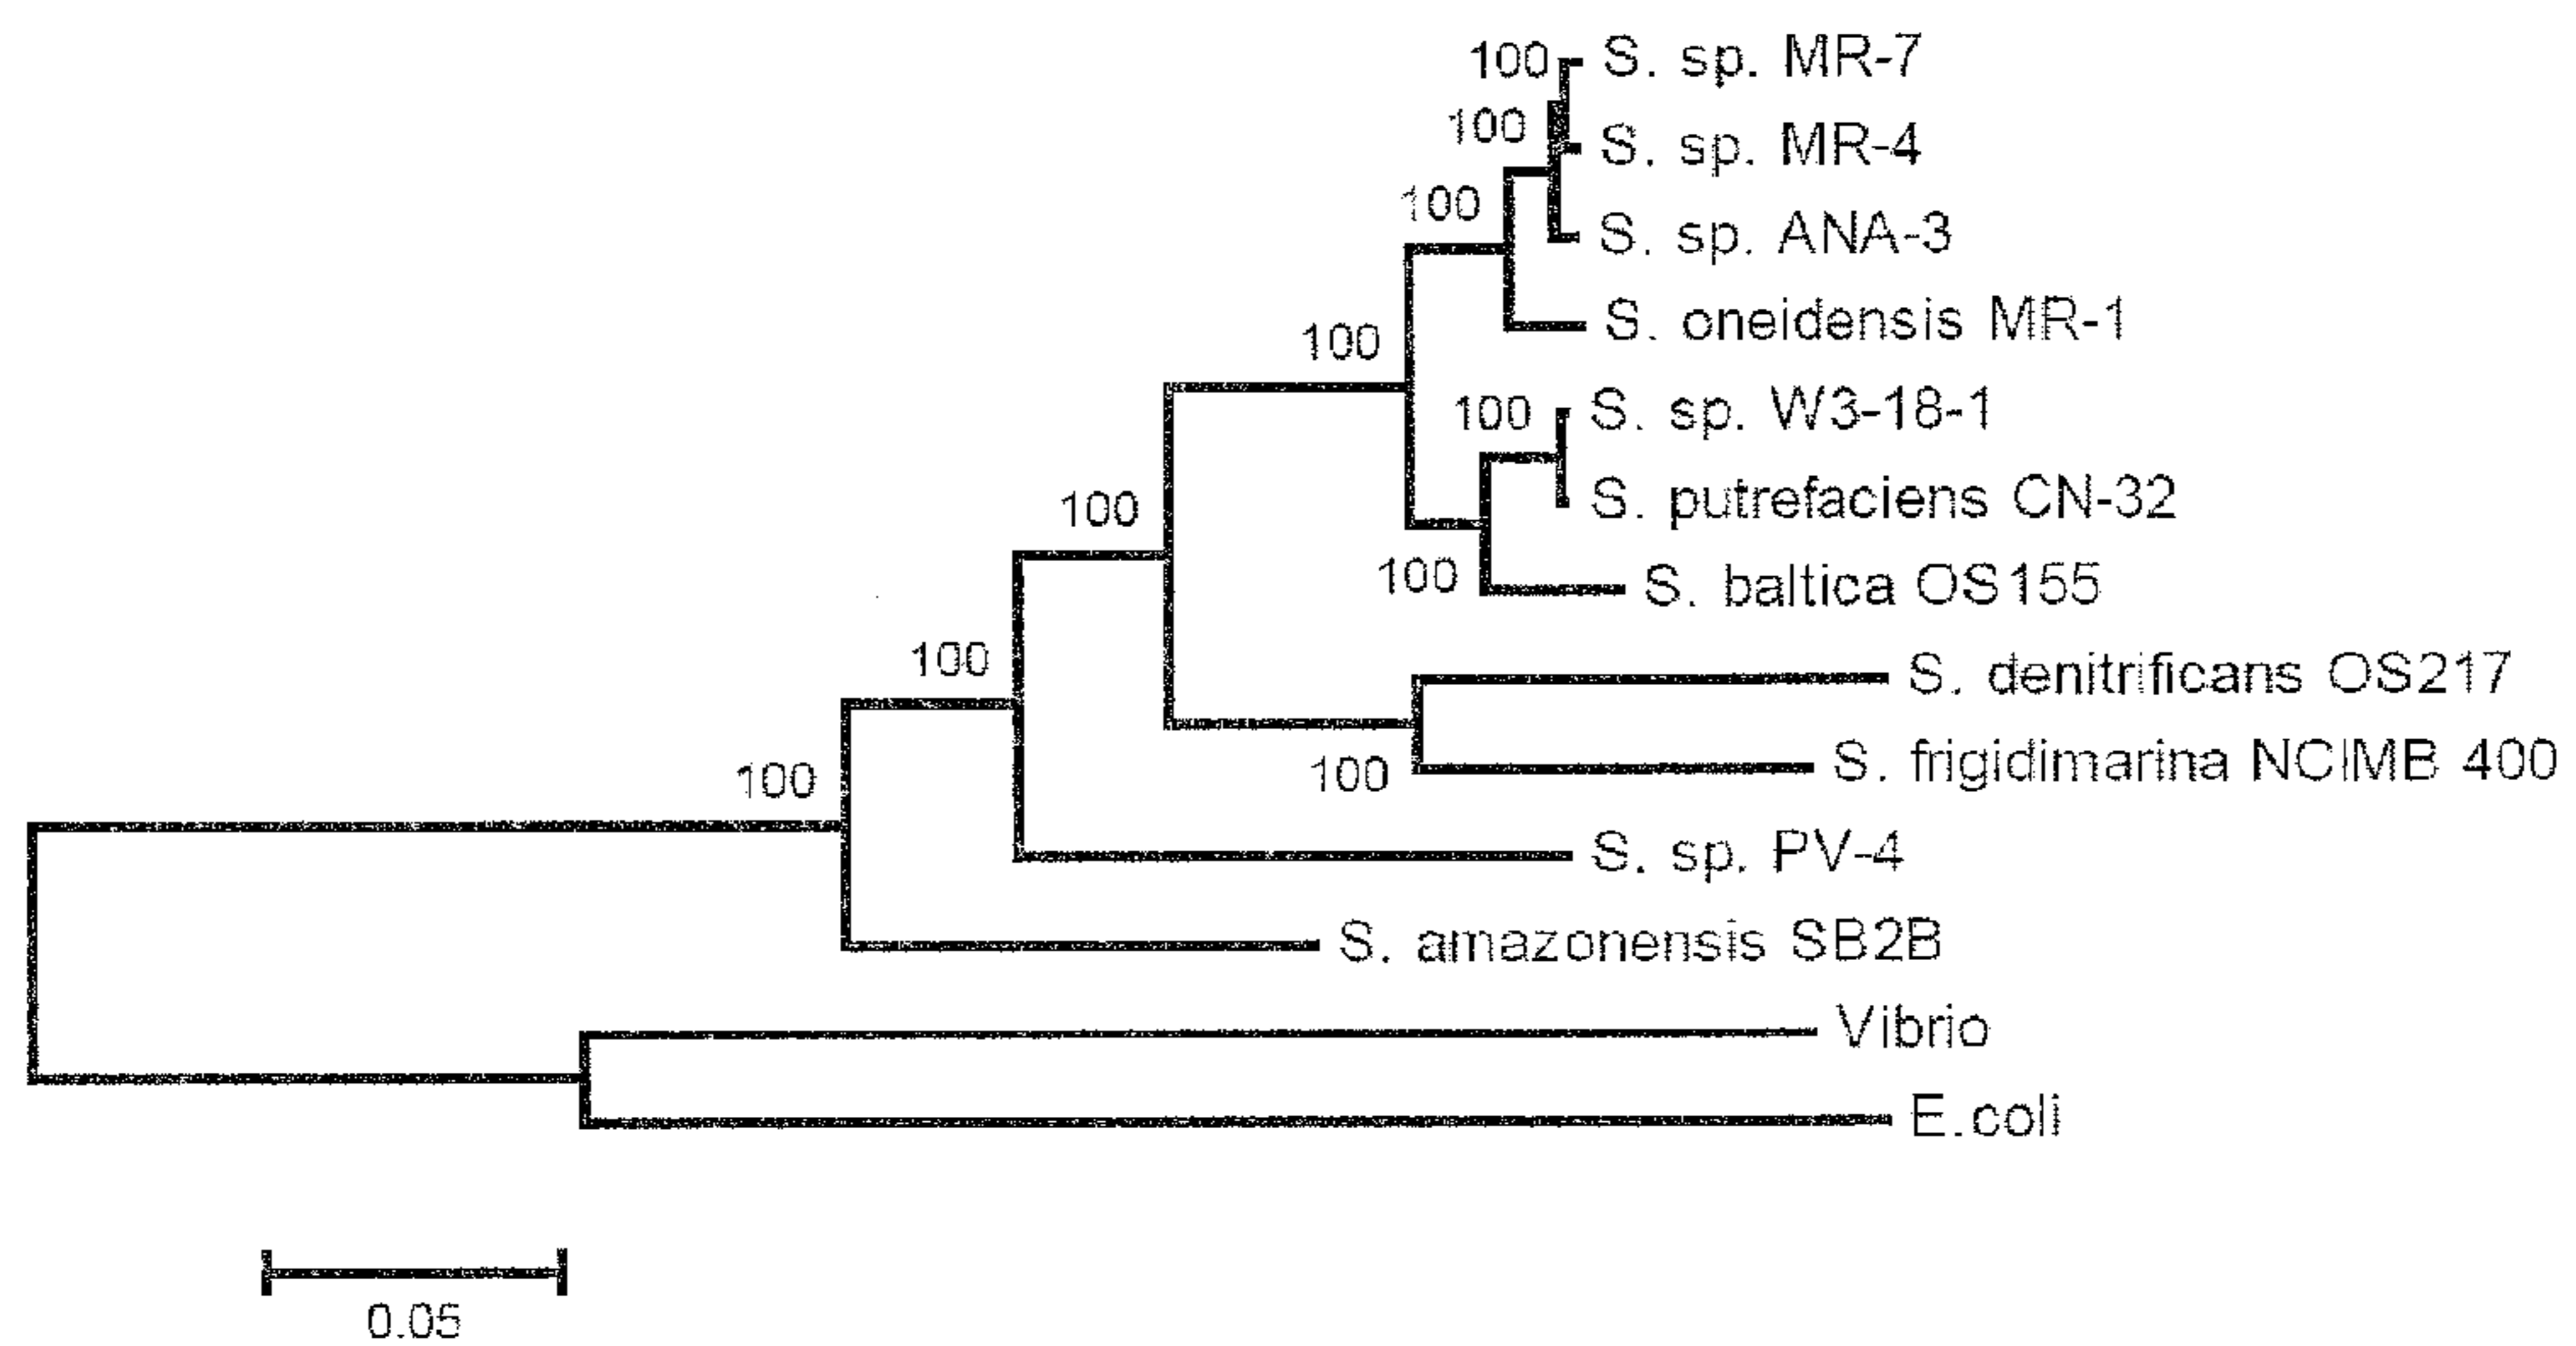 100 S. sp. MR-7
100 S. sp. MR-4
100 S. sp. ANA-3
100 S. oneidensis MR-1
100 S. sp. W3-18-1
100 S. putrefaciens CN-32
100 S. baltica OS155
100 S. denitrificans OS217
100 100 S. frigidimarina NCIMB 400
S. sp. PV-4
S. amazonensis SB2B
Vibrio
E.coli
0.05